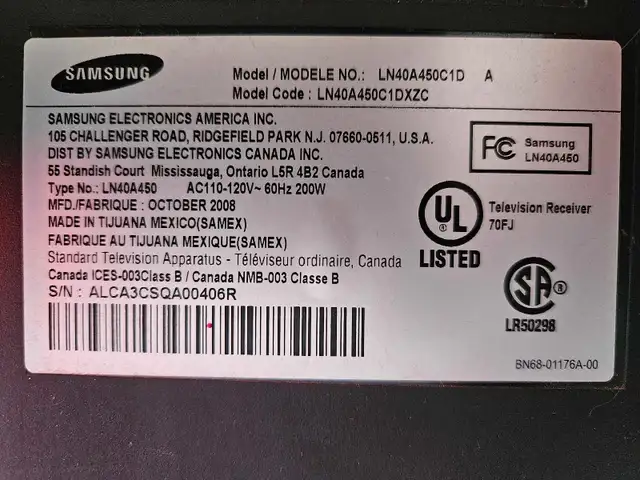 SAMSUNG
Model / MODELE NO.: LN40A450C1D A
Model Code : LN40A450C1DXZC
SAMSUNG ELECTRONICS AMERICA INC.
105 CHALLENGER ROAD, RIDGEFIELD PARK N.J. 07660-0511, U.S.A.
DIST BY SAMSUNG ELECTRONICS CANADA INC.
55 Standish Court Mississauga, Ontario L5R 4B2 Canada
Type No.: LN40A450 AC110-120V~ 60Hz 200W
MFD./FABRIQUE : OCTOBER 2008
MADE IN TIJUANA MEXICO(SAMEX)
FABRIQUE AU TIJUANA MEXIQUE(SAMEX)
Standard Television Apparatus - Téléviseur ordinaire, Canada
Canada ICES-003Class B / Canada NMB-003 Classe B
S/N : ALCA3CSQA00406R
FC Samsung
LN40A450
UL ®
LISTED
Television Receiver
70FJ
SA ®
LR50298
BN68-01176A-00